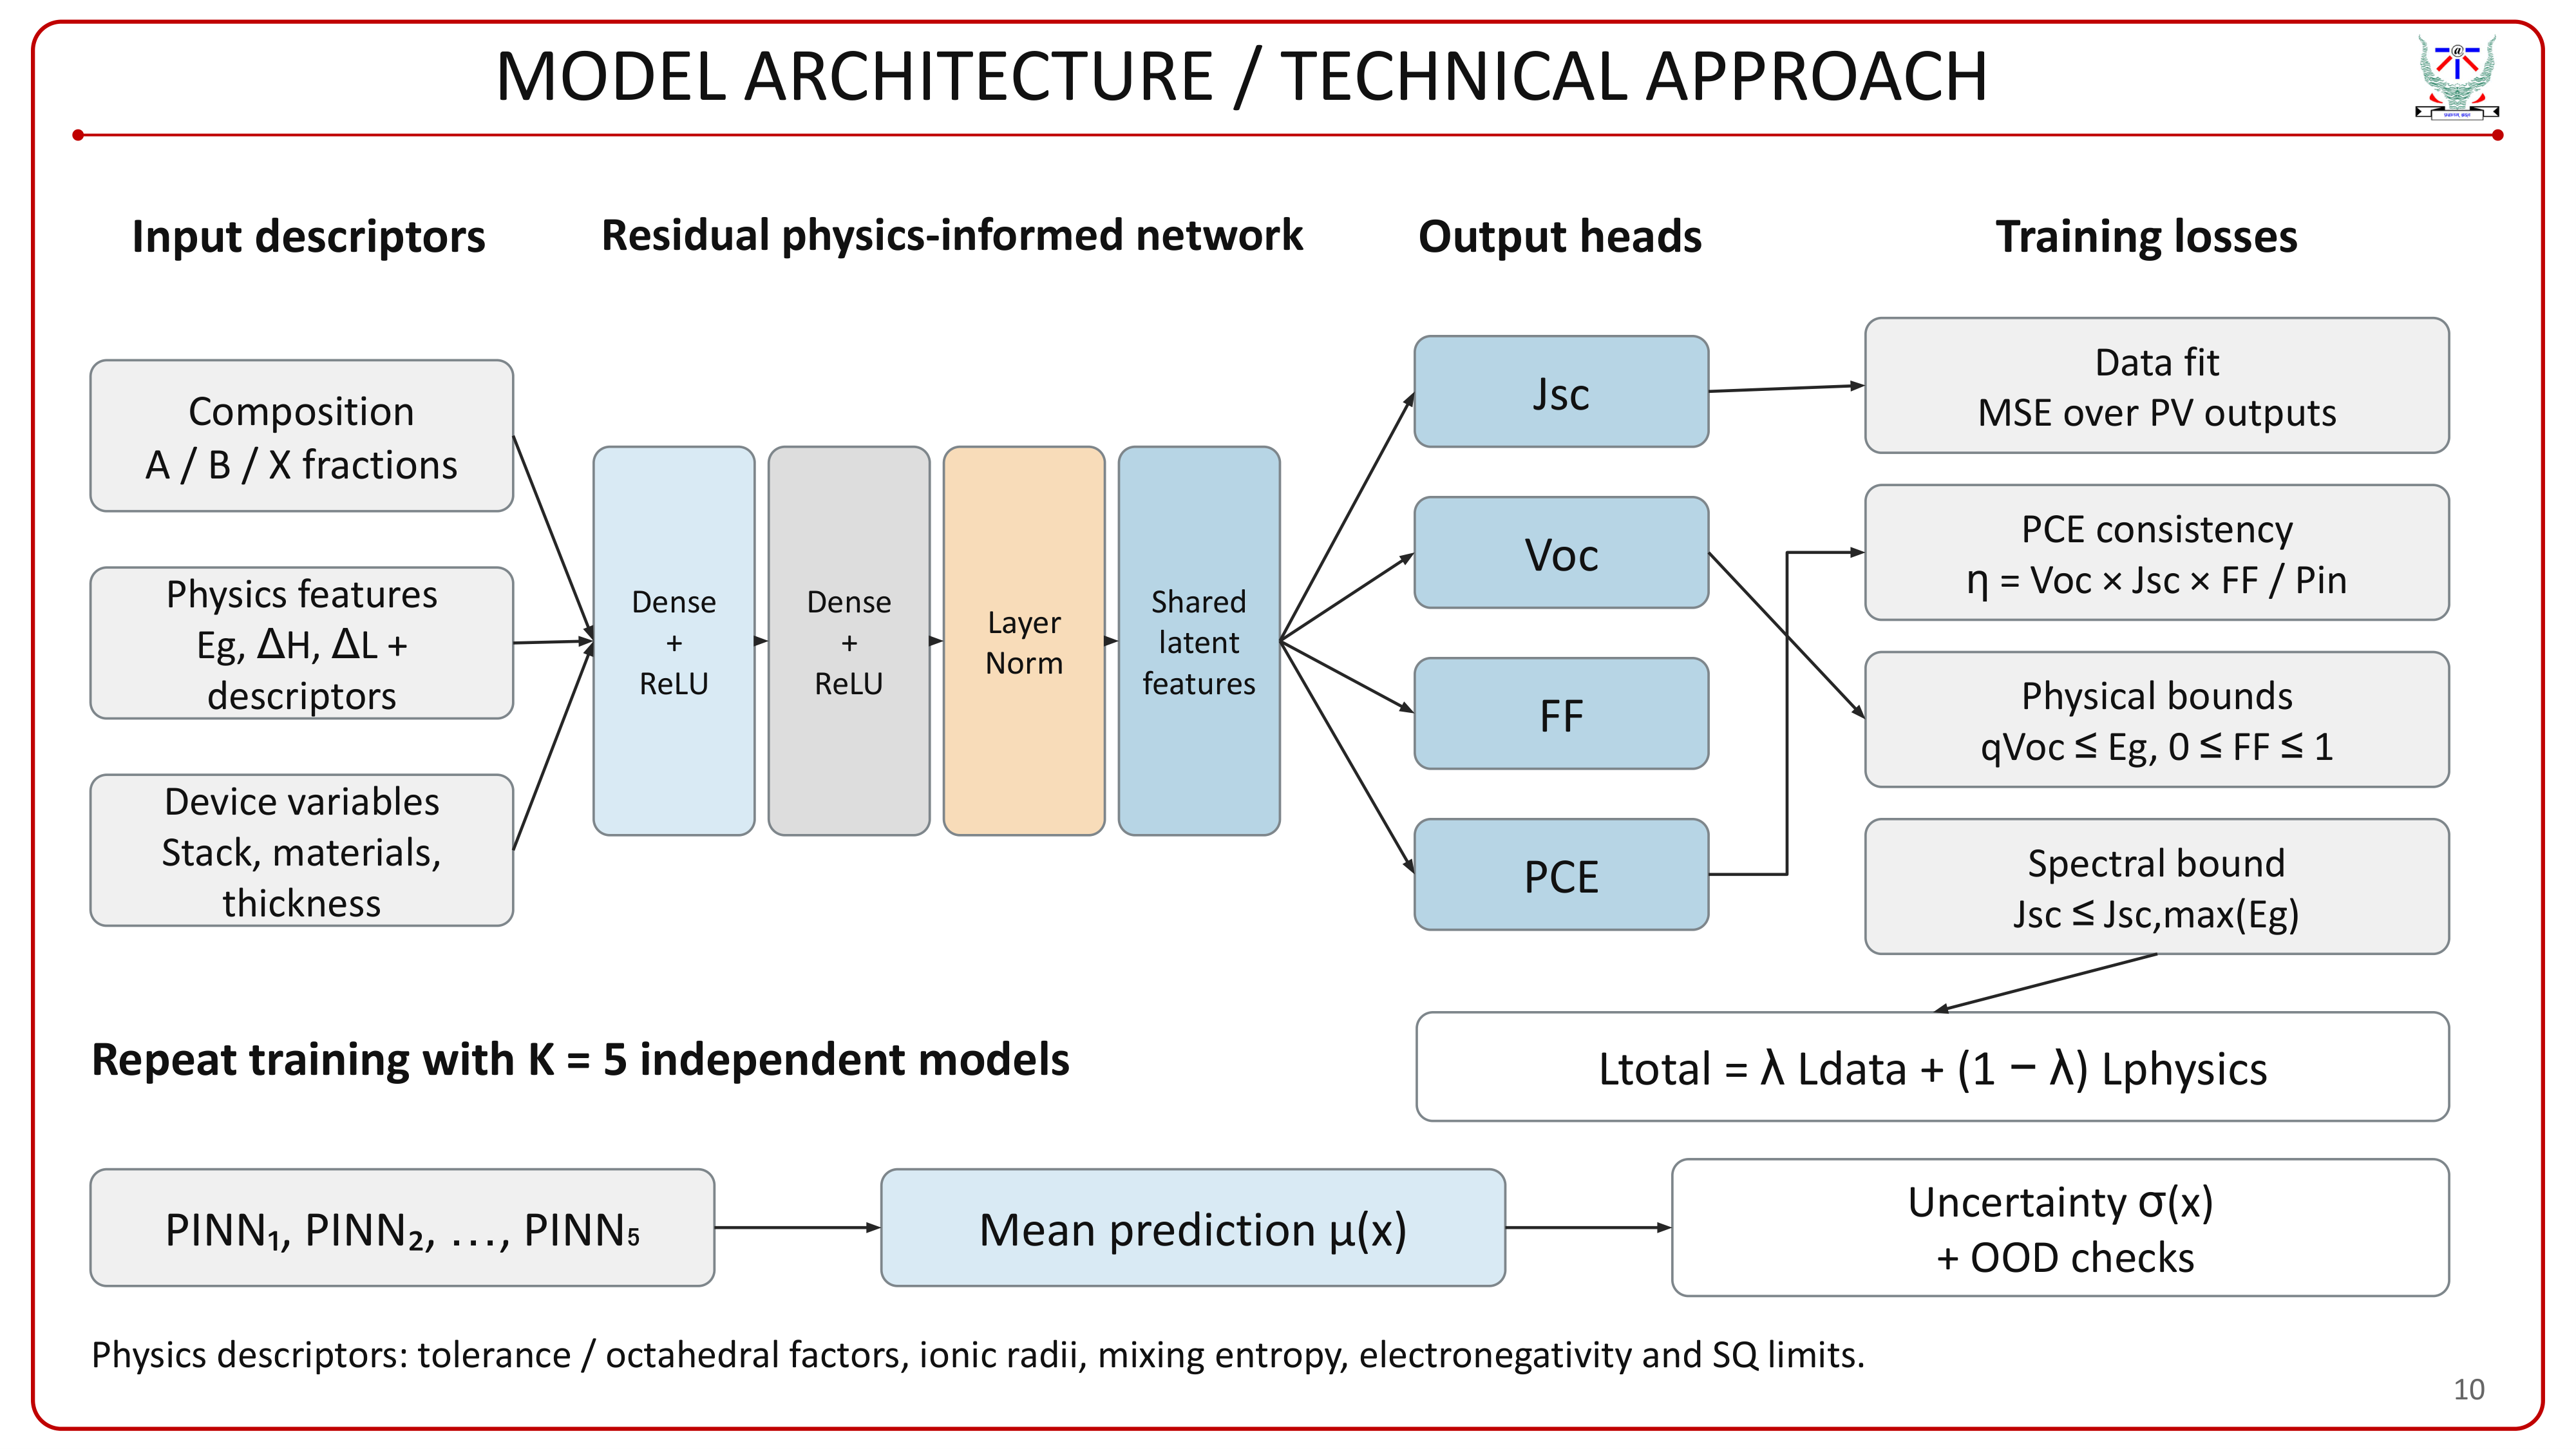 MODEL ARCHITECTURE / TECHNICAL APPROACH
Input descriptors
Residual physics-informed network
Output heads
Training losses
Composition
A / B / X fractions
Physics features
Eg, ΔH, ΔL +
descriptors
Device variables
Stack, materials,
thickness
Dense
+
ReLU
Dense
+
ReLU
Layer
Norm
Shared
latent
features
Jsc
Voc
FF
PCE
Data fit
MSE over PV outputs
PCE consistency
η = Voc × Jsc × FF / Pin
Physical bounds
qVoc ≤ Eg, 0 ≤ FF ≤ 1
Spectral bound
Jsc ≤ Jsc,max(Eg)
Ltotal = λ Ldata + (1 − λ) Lphysics
Repeat training with K = 5 independent models
PINN₁, PINN₂, …, PINN₅
Mean prediction μ(x)
Uncertainty σ(x)
+ OOD checks
Physics descriptors: tolerance / octahedral factors, ionic radii, mixing entropy, electronegativity and SQ limits.
10